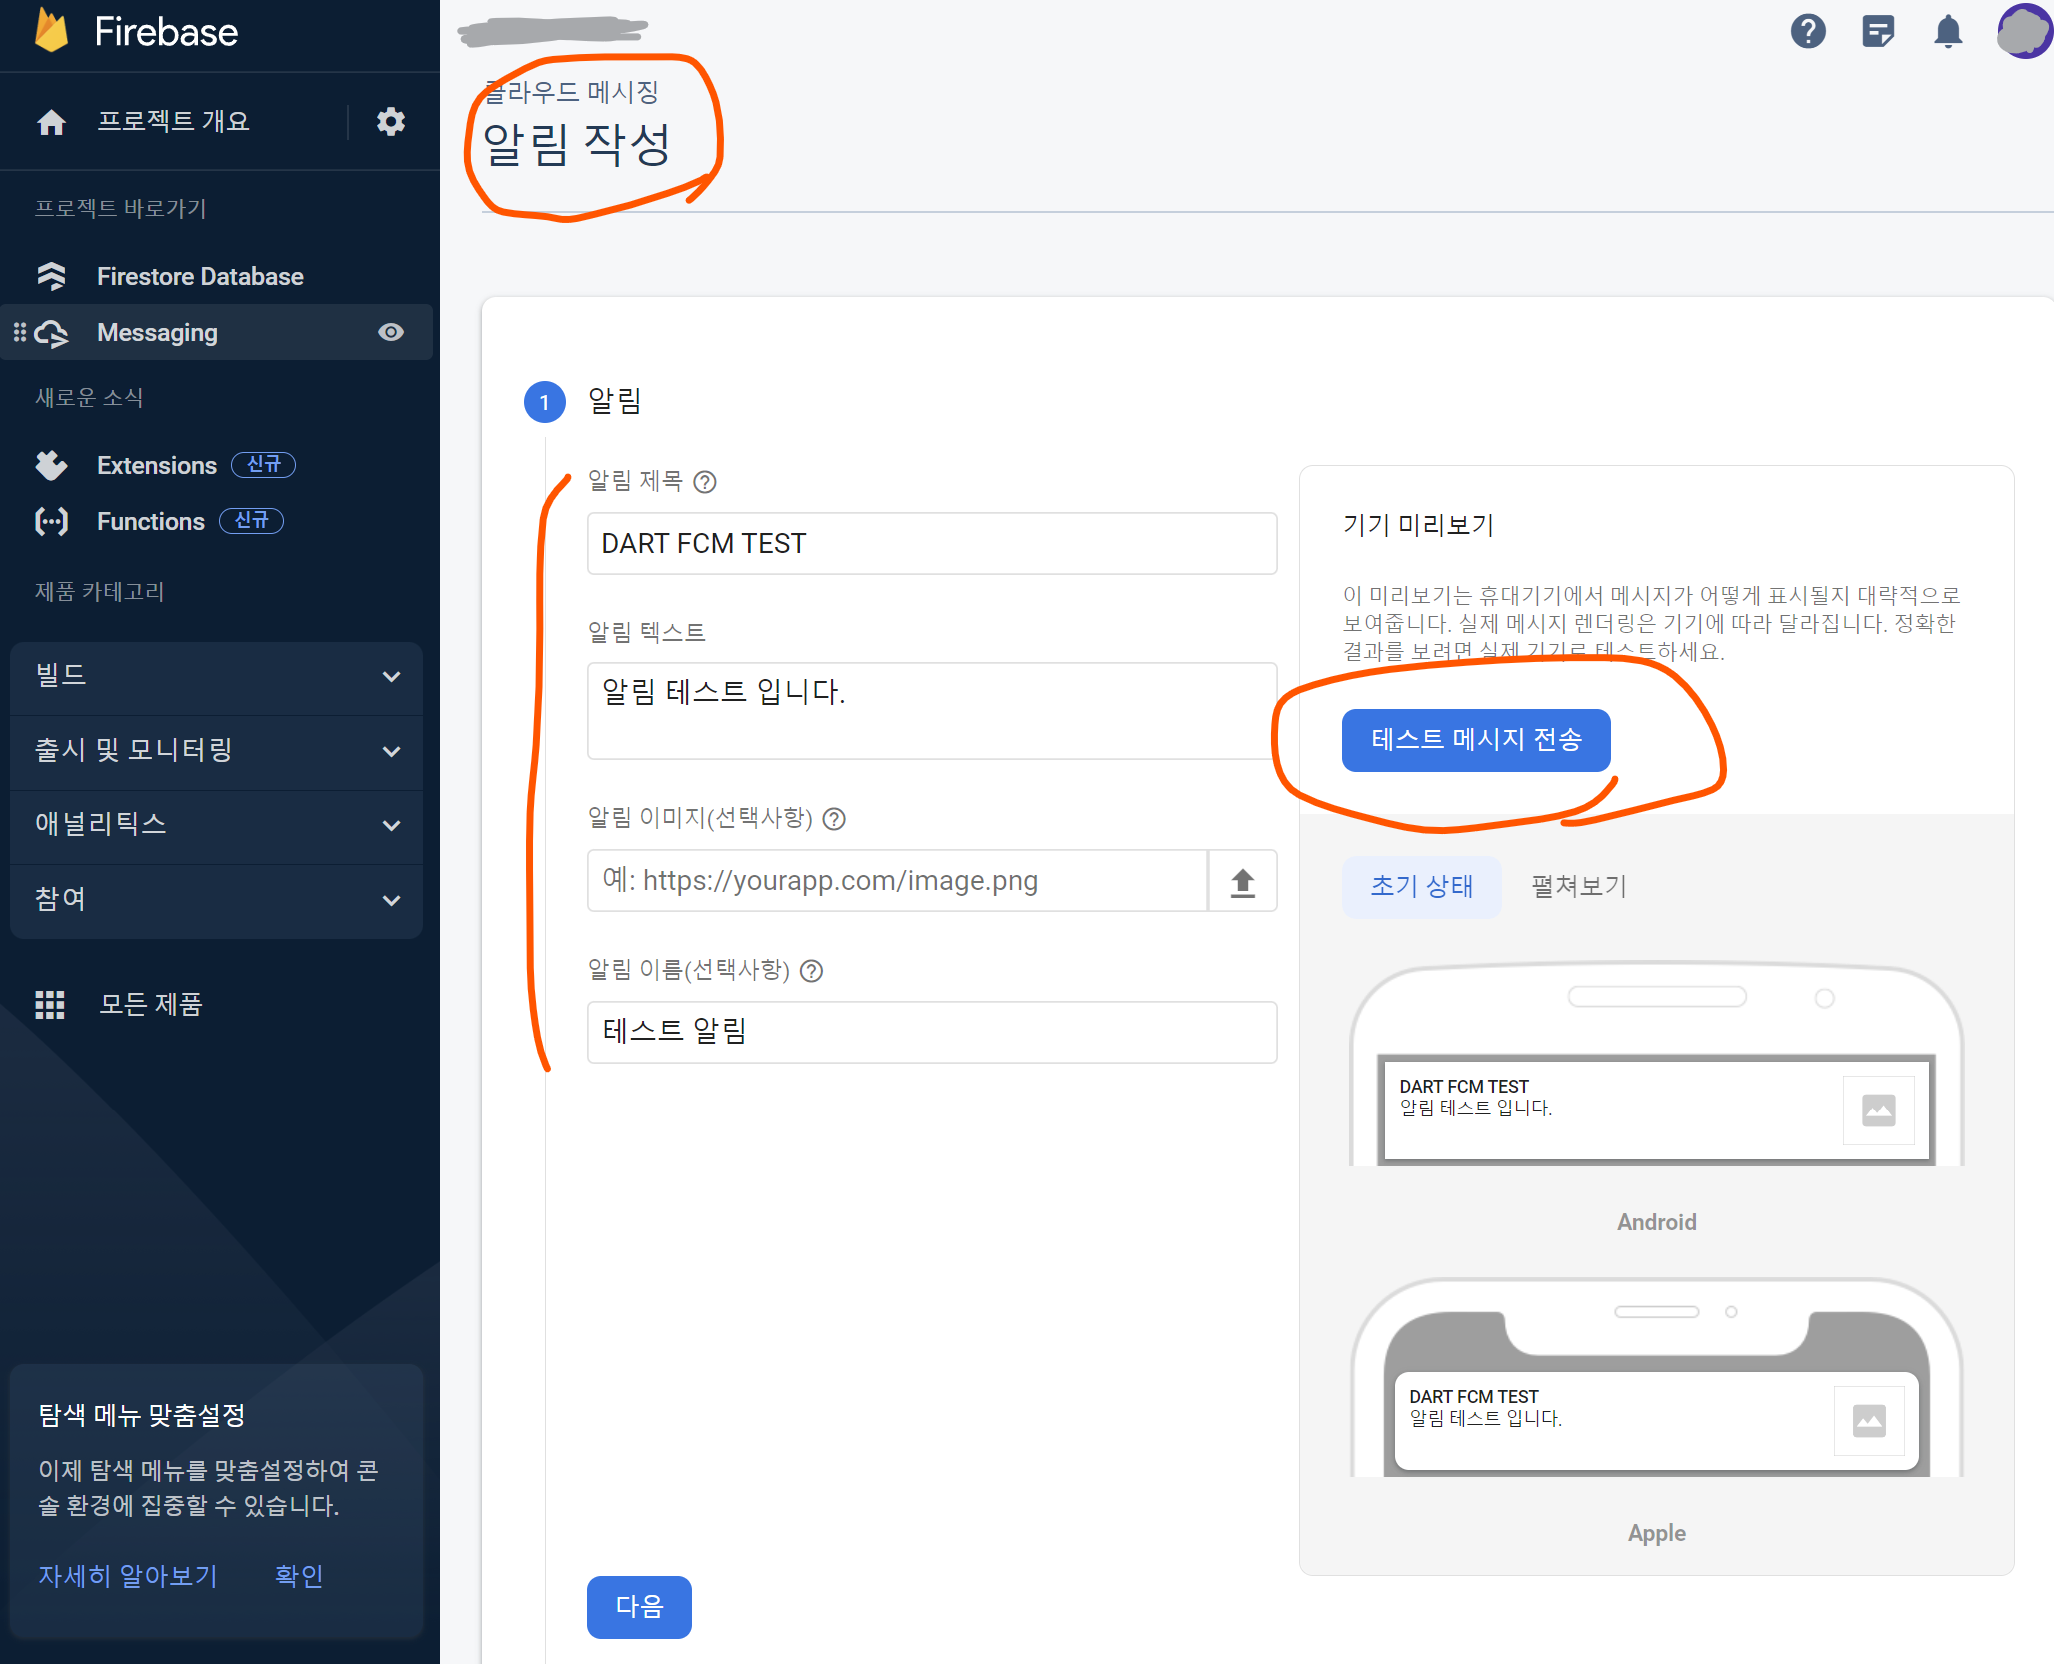 Firebase
프로젝트 개요
프로젝트 바로가기
Firestore Database
Messaging
새로운 소식
Extensions 신규
Functions 신규
제품 카테고리
빌드
출시 및 모니터링
애널리틱스
참여
모든 제품
탐색 메뉴 맞춤설정
이제 탐색 메뉴를 맞춤설정하여 콘
솔 환경에 집중할 수 있습니다.
자세히 알아보기 확인
클라우드 메시징
알림 작성
1 알림
알림 제목
DART FCM TEST
알림 텍스트
알림 테스트 입니다.
알림 이미지(선택사항)
예: https://yourapp.com/image.png
알림 이름(선택사항)
테스트 알림
다음
기기 미리보기
이 미리보기는 휴대기기에서 메시지가 어떻게 표시될지 대략적으로
보여줍니다. 실제 메시지 렌더링은 기기에 따라 달라집니다. 정확한
결과를 보려면 실제 기기로 테스트하세요.
테스트 메시지 전송
초기 상태 펼쳐보기
DART FCM TEST
알림 테스트 입니다.
Android
DART FCM TEST
알림 테스트 입니다.
Apple